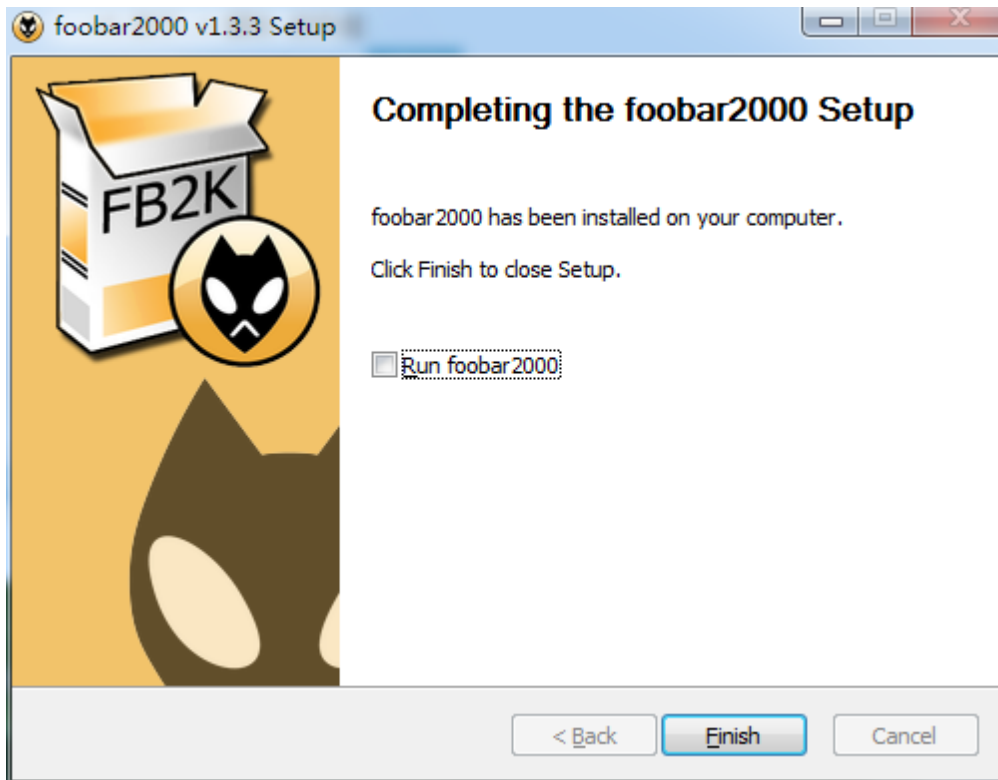 foobar2000 v1.3.3 Setup
FB2K
Completing the foobar2000 Setup
foobar2000 has been installed on your computer.
Click Finish to close Setup.
Run foobar2000
< Back
Finish
Cancel